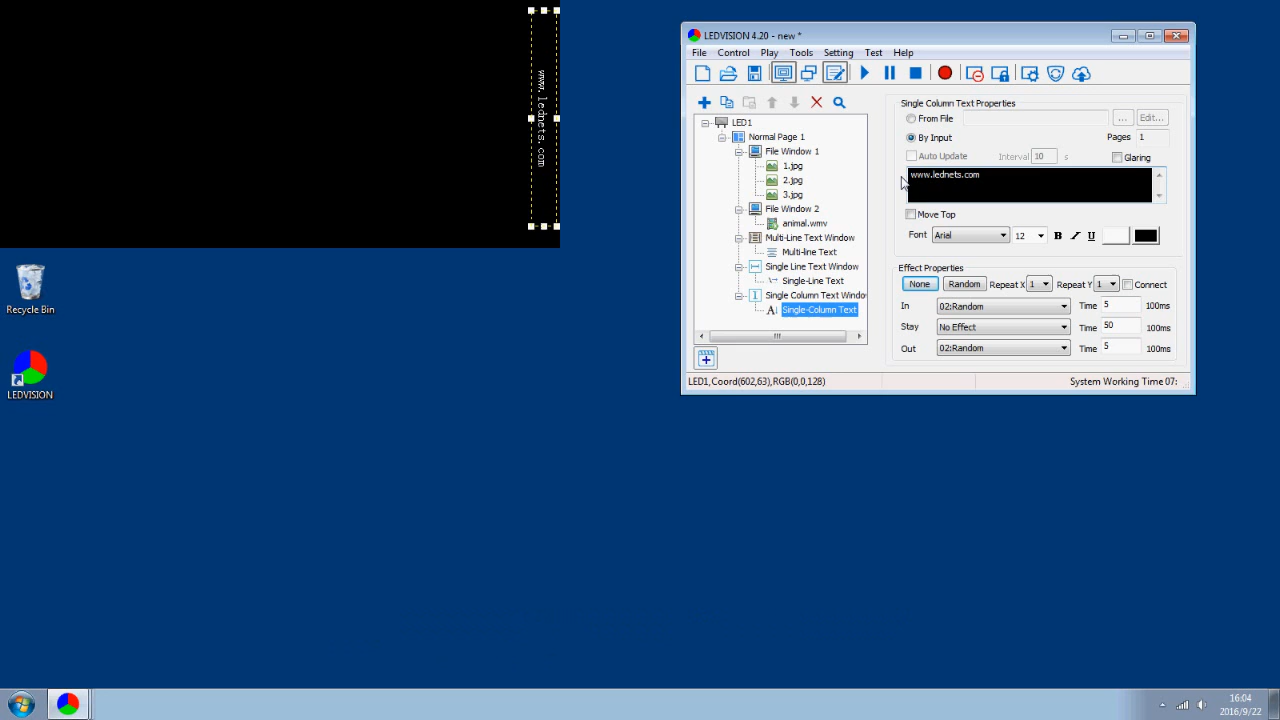 www.lednets.com
Recycle Bin
LEDVISION
LEDVISION 4.20 - new *
File Control Play Tools Setting Test Help
LED1
Normal Page 1
File Window 1
1.jpg
2.jpg
3.jpg
File Window 2
animal.wmv
Multi-Line Text Window
Multi-line Text
Single Line Text Window
Single-Line Text
Single Column Text Windo
Single-Column Text
Single Column Text Properties
From File ... Edit...
By Input Pages 1
Auto Update Interval 10 s Glaring
www.lednets.com
Move Top
Font Arial 12 B I U
Effect Properties
None Random Repeat X 1 Repeat Y 1 Connect
In 02:Random Time 5 100ms
Stay No Effect Time 50 100ms
Out 02:Random Time 5 100ms
LED1,Coord(602,63),RGB(0,0,128) System Working Time 07:
16:04
2016/9/22